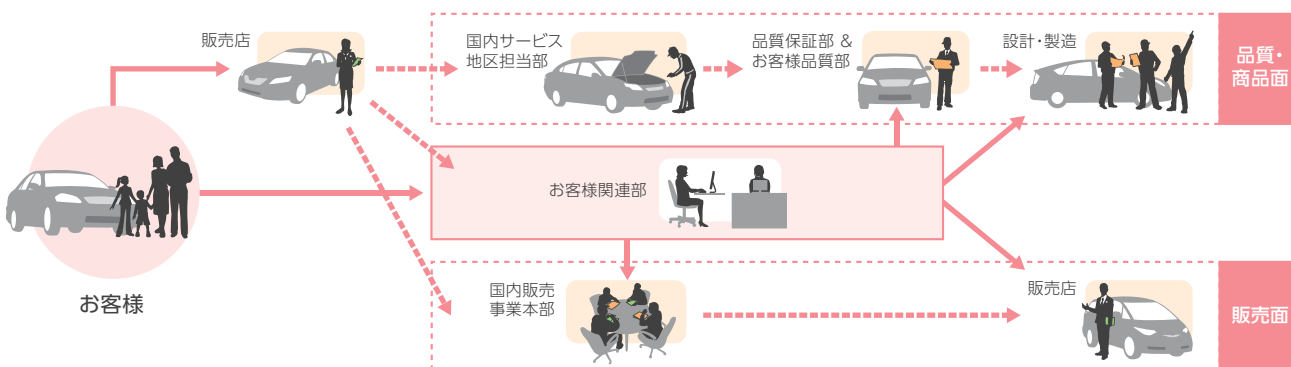 販売店
国内サービス
地区担当部
品質保証部 &
お客様品質部
設計・製造
品質・
商品面
お客様関連部
お客様
国内販売
事業本部
販売店
販売面